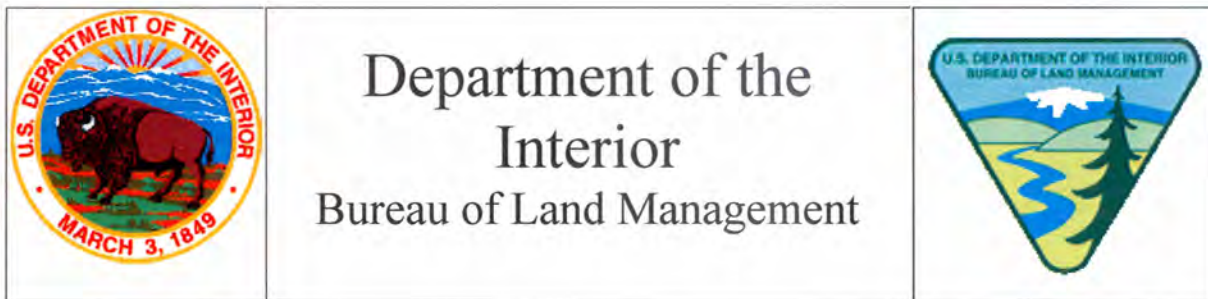 U.S. DEPARTMENT OF THE INTERIOR
MARCH 3, 1849
Department of the
Interior
Bureau of Land Management
U.S. DEPARTMENT OF THE INTERIOR
BUREAU OF LAND MANAGEMENT